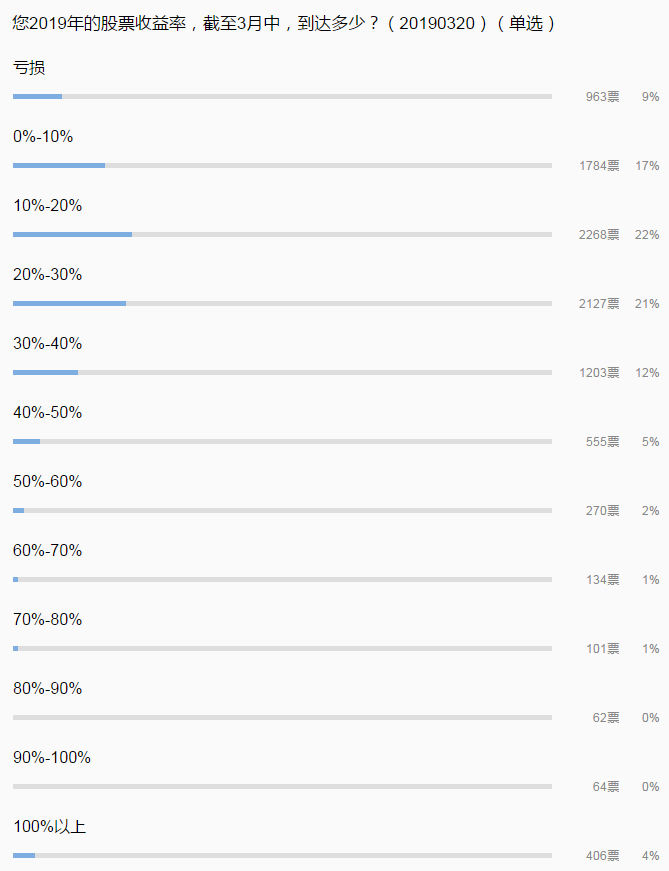 您2019年的股票收益率，截至3月中，到达多少？（20190320）（单选）
亏损
963票 9%
0%-10%
1784票 17%
10%-20%
2268票 22%
20%-30%
2127票 21%
30%-40%
1203票 12%
40%-50%
555票 5%
50%-60%
270票 2%
60%-70%
134票 1%
70%-80%
101票 1%
80%-90%
62票 0%
90%-100%
64票 0%
100%以上
406票 4%